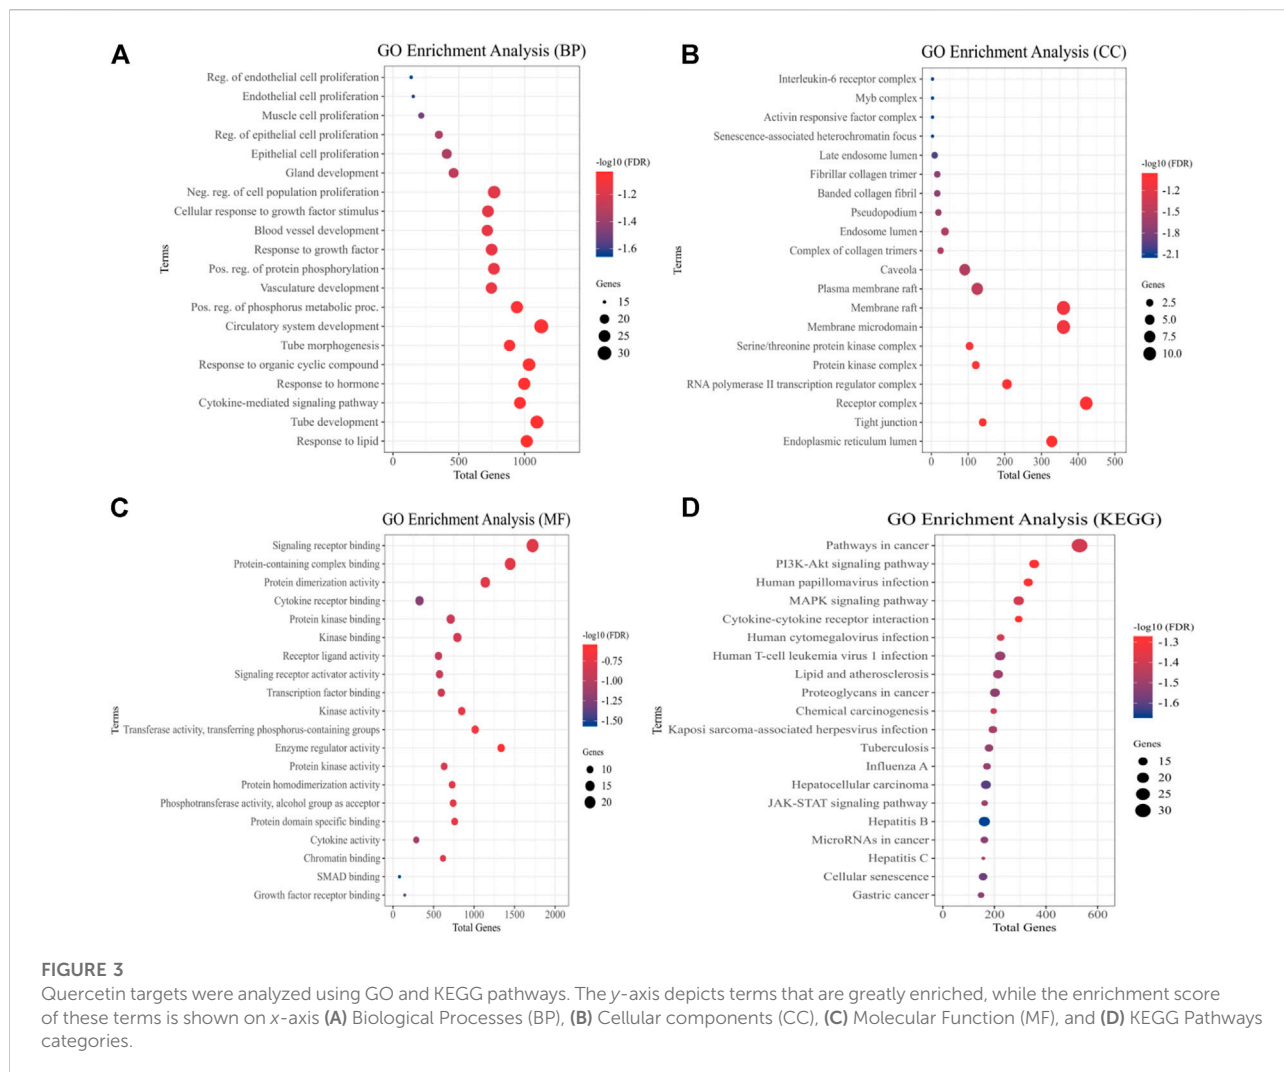 A
GO Enrichment Analysis (BP)
Reg. of endothelial cell proliferation
Endothelial cell proliferation
Muscle cell proliferation
Reg. of epithelial cell proliferation
Epithelial cell proliferation
Gland development
Neg. reg. of cell population proliferation
Cellular response to growth factor stimulus
Blood vessel development
Response to growth factor
Pos. reg. of protein phosphorylation
Vasculature development
Pos. reg. of phosphorus metabolic proc.
Circulatory system development
Tube morphogenesis
Response to organic cyclic compound
Response to hormone
Cytokine-mediated signaling pathway
Tube development
Response to lipid
Terms
0 500 1000
Total Genes
-log10 (FDR)
-1.2
-1.4
-1.6
Genes
15
20
25
30
B
GO Enrichment Analysis (CC)
Interleukin-6 receptor complex
Myb complex
Activin responsive factor complex
Senescence-associated heterochromatin focus
Late endosome lumen
Fibrillar collagen trimer
Banded collagen fibril
Pseudopodium
Endosome lumen
Complex of collagen trimers
Caveola
Plasma membrane raft
Membrane raft
Membrane microdomain
Serine/threonine protein kinase complex
Protein kinase complex
RNA polymerase II transcription regulator complex
Receptor complex
Tight junction
Endoplasmic reticulum lumen
Terms
0 100 200 300 400 500
Total Genes
-log10 (FDR)
-1.2
-1.5
-1.8
-2.1
Genes
2.5
5.0
7.5
10.0
C
GO Enrichment Analysis (MF)
Signaling receptor binding
Protein-containing complex binding
Protein dimerization activity
Cytokine receptor binding
Protein kinase binding
Kinase binding
Receptor ligand activity
Signaling receptor activator activity
Transcription factor binding
Kinase activity
Transferase activity, transferring phosphorus-containing groups
Enzyme regulator activity
Protein kinase activity
Protein homodimerization activity
Phosphotransferase activity, alcohol group as acceptor
Protein domain specific binding
Cytokine activity
Chromatin binding
SMAD binding
Growth factor receptor binding
Terms
0 500 1000 1500 2000
Total Genes
-log10 (FDR)
-0.75
-1.00
-1.25
-1.50
Genes
10
15
20
D
GO Enrichment Analysis (KEGG)
Pathways in cancer
PI3K-Akt signaling pathway
Human papillomavirus infection
MAPK signaling pathway
Cytokine-cytokine receptor interaction
Human cytomegalovirus infection
Human T-cell leukemia virus 1 infection
Lipid and atherosclerosis
Proteoglycans in cancer
Chemical carcinogenesis
Kaposi sarcoma-associated herpesvirus infection
Tuberculosis
Influenza A
Hepatocellular carcinoma
JAK-STAT signaling pathway
Hepatitis B
MicroRNAs in cancer
Hepatitis C
Cellular senescence
Gastric cancer
Terms
0 200 400 600
Total Genes
-log10 (FDR)
-1.3
-1.4
-1.5
-1.6
Genes
15
20
25
30
FIGURE 3
Quercetin targets were analyzed using GO and KEGG pathways. The y-axis depicts terms that are greatly enriched, while the enrichment score
of these terms is shown on x-axis (A) Biological Processes (BP), (B) Cellular components (CC), (C) Molecular Function (MF), and (D) KEGG Pathways
categories.